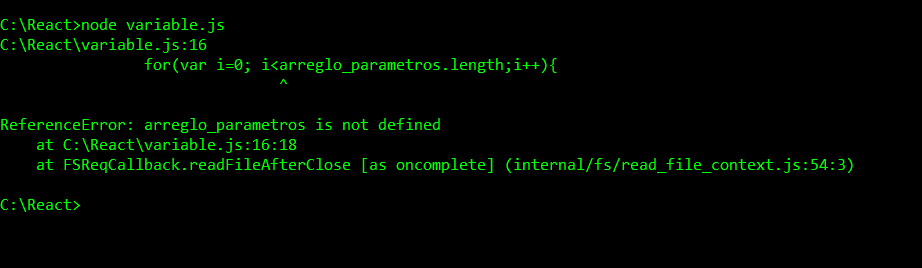 C:\React>node variable.js
C:\React\variable.js:16
                for(var i=0; i<arreglo_parametros.length;i++){
                               ^

ReferenceError: arreglo_parametros is not defined
    at C:\React\variable.js:16:18
    at FSReqCallback.readFileAfterClose [as oncomplete] (internal/fs/read_file_context.js:54:3)

C:\React>